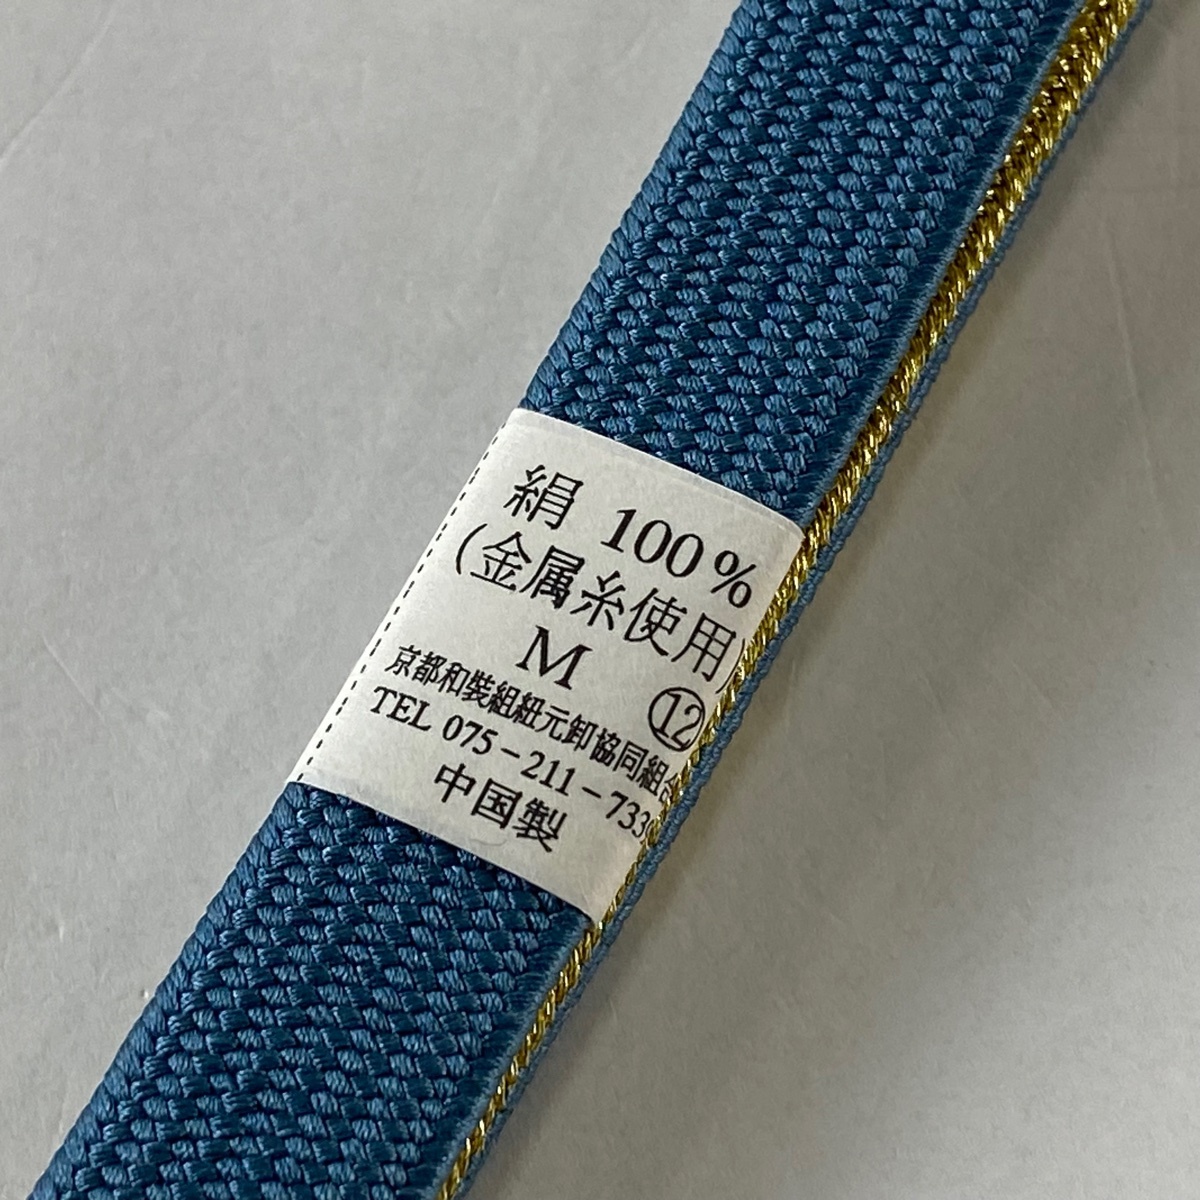 絹 100%
(金属糸使用)
M
⑫
京都和装組紐元卸協同組合
TEL 075-211-733
中国製